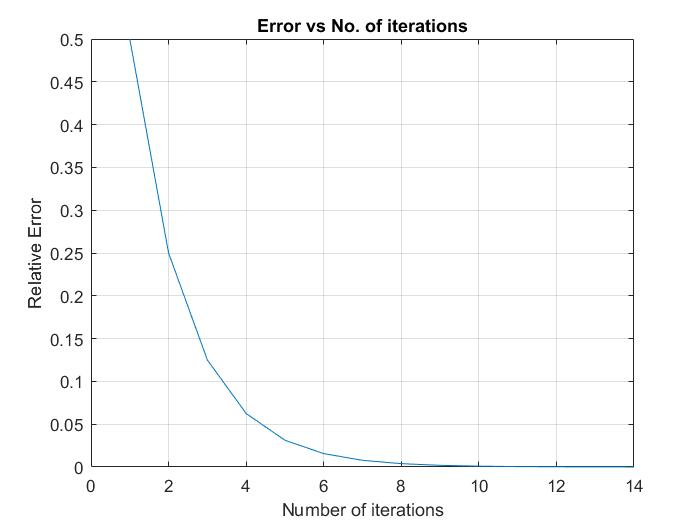 Error vs No. of iterations
0.5
0.45
0.4
0.35
0.3
0.25
0.2
0.15
0.1
0.05
0
Relative Error
0 2 4 6 8 10 12 14
Number of iterations